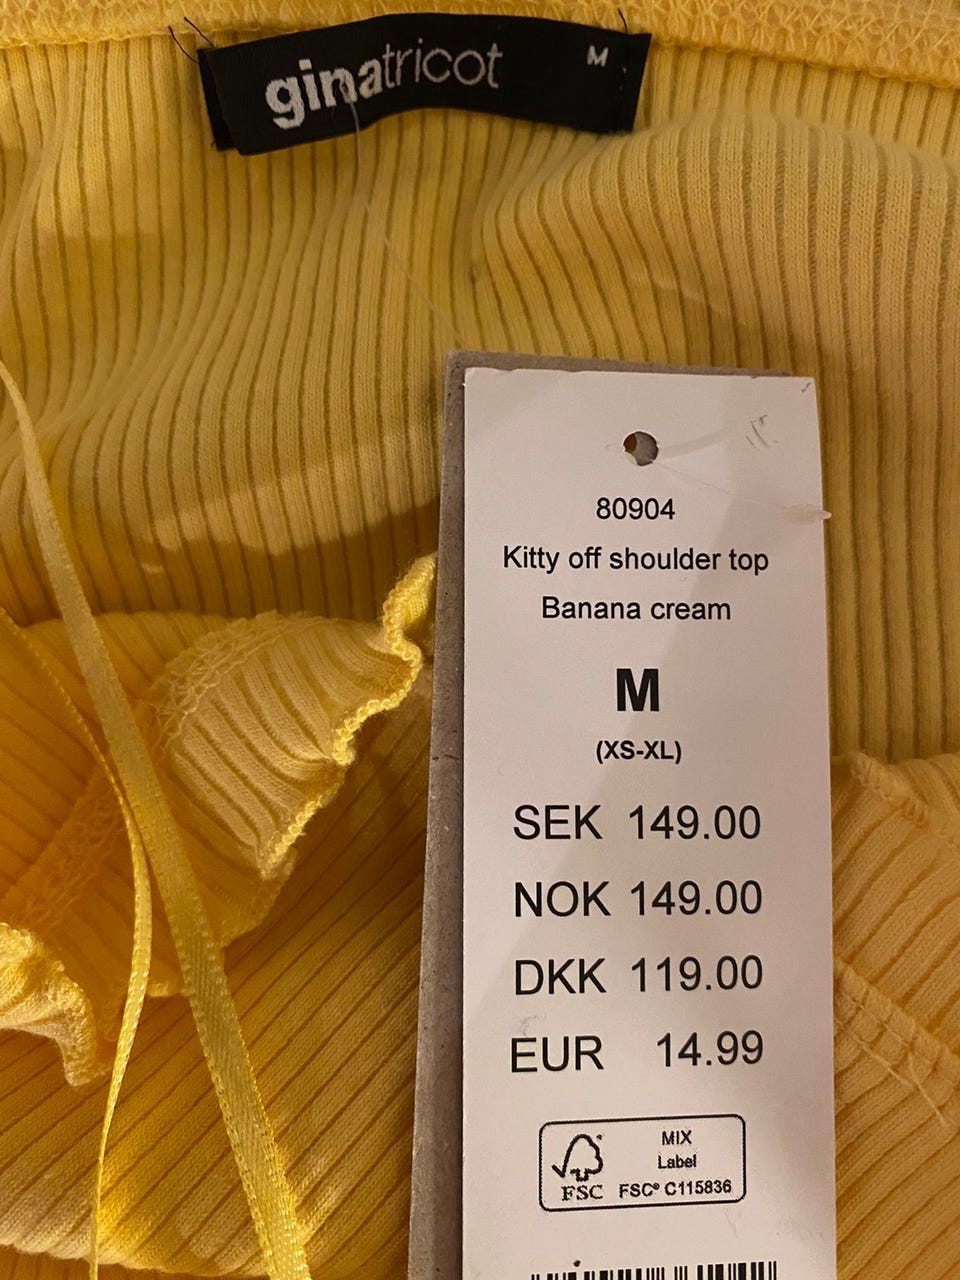 ginatricot M
80904
Kitty off shoulder top
Banana cream
M
(XS-XL)
SEK 149.00
NOK 149.00
DKK 119.00
EUR 14.99
MIX
Label
FSC FSC® C115836